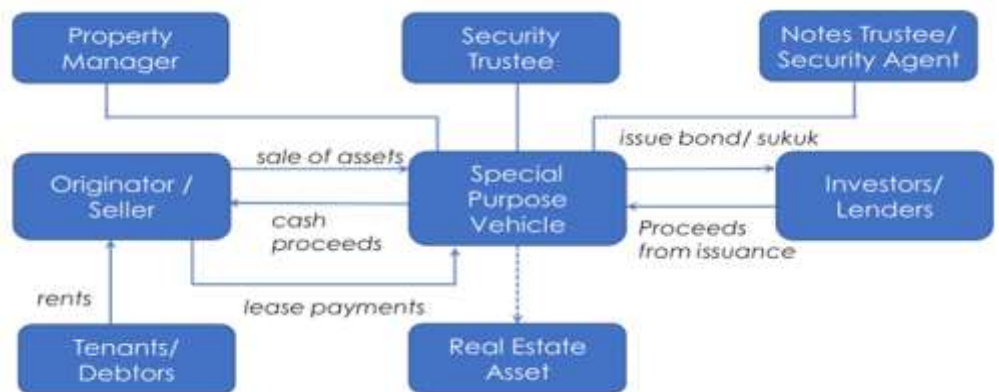 Property
Manager
Security
Trustee
Notes Trustee/
Security Agent
issue bond/ sukuk
sale of assets
Originator /
Seller
Special
Purpose
Vehicle
Investors/
Lenders
cash
proceeds
Proceeds
from issuance
rents
lease payments
Tenants/
Debtors
Real Estate
Asset